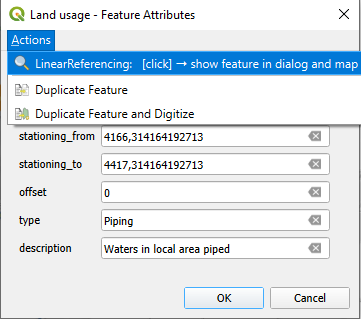 Land usage - Feature Attributes
Actions
LinearReferencing: [click] → show feature in dialog and map
Duplicate Feature
Duplicate Feature and Digitize
stationing_from 4166,314164192713
stationing_to 4417,314164192713
offset 0
type Piping
description Waters in local area piped
OK Cancel